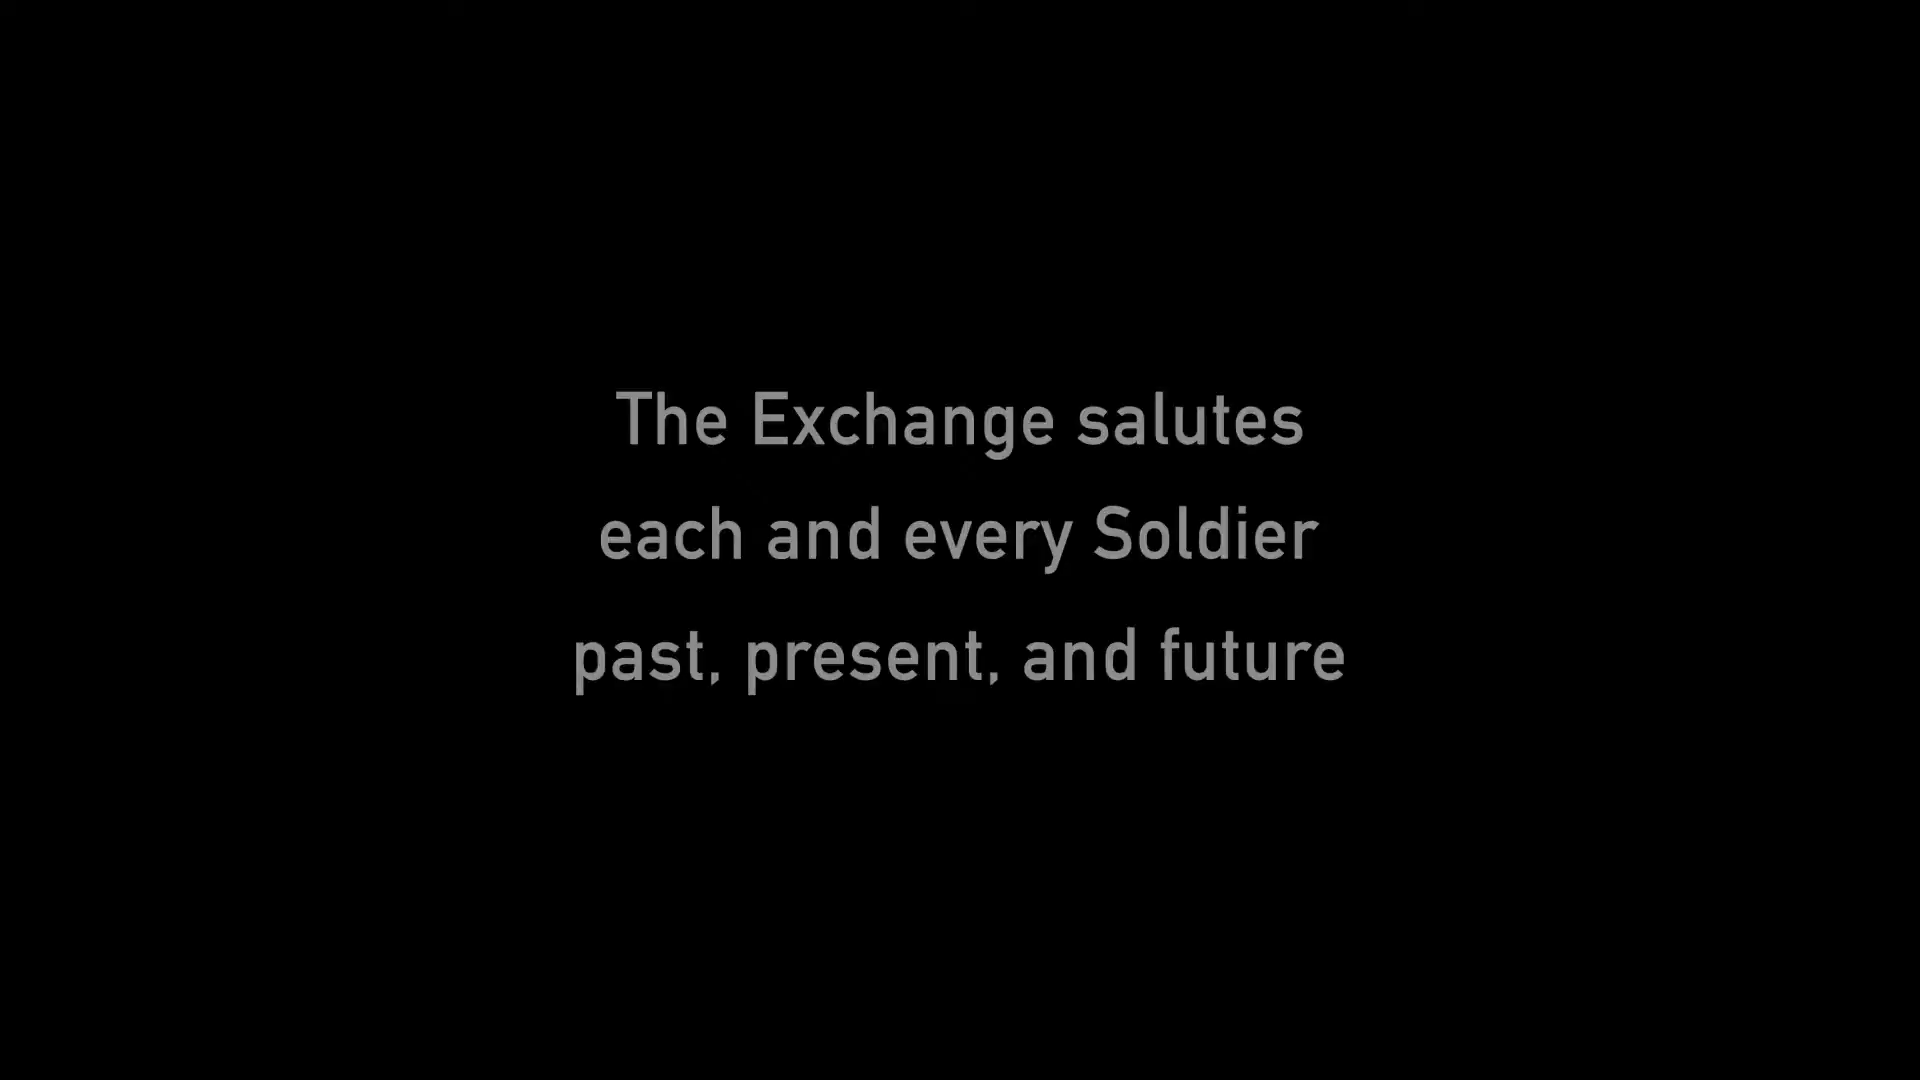 The Exchange salutes
each and every Soldier
past, present, and future